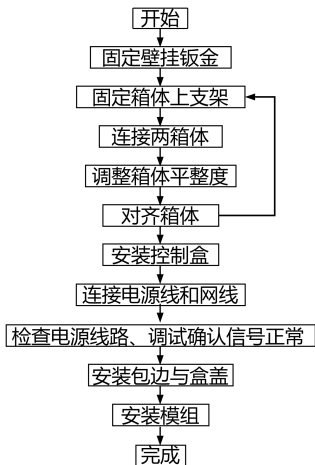 开始
固定壁挂钣金
固定箱体上支架
连接两箱体
调整箱体平整度
对齐箱体
安装控制盒
连接电源线和网线
检查电源线路、调试确认信号正常
安装包边与盒盖
安装模组
完成